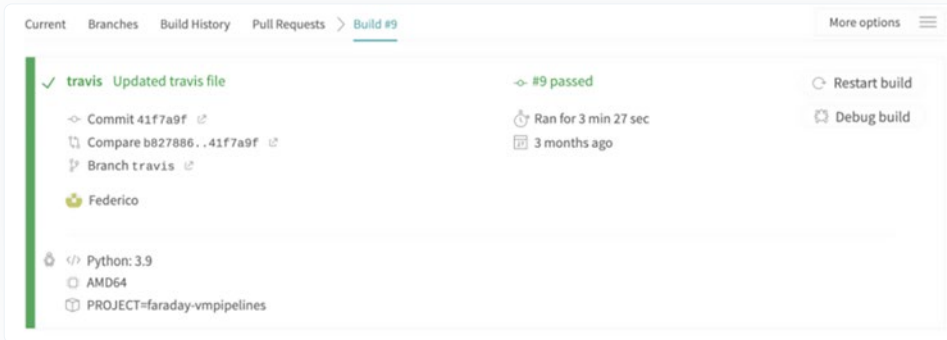 Current Branches Build History Pull Requests > Build #9 More options
travis Updated travis file #9 passed Restart build
Commit 41f7a9f Ran for 3 min 27 sec Debug build
Compare b827886..41f7a9f 3 months ago
Branch travis
Federico
</> Python: 3.9
AMD64
PROJECT=faraday-vmpipelines